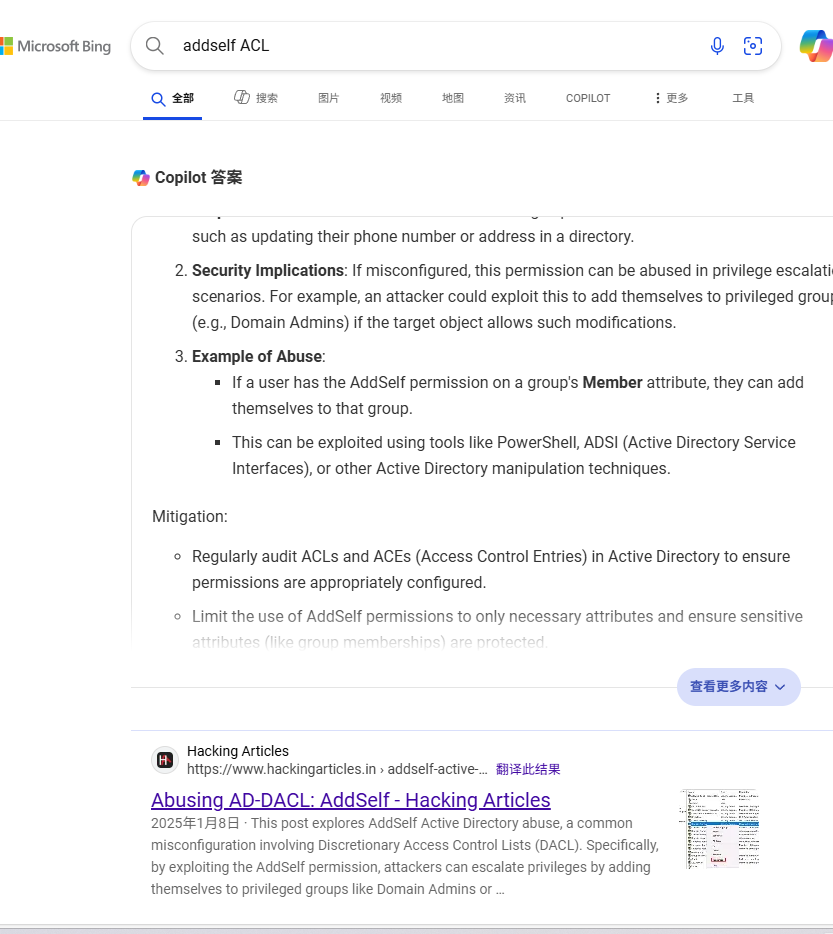 Microsoft Bing
addself ACL
全部 搜索 图片 视频 地图 资讯 COPILOT 更多 工具
Copilot 答案
such as updating their phone number or address in a directory.
2. Security Implications: If misconfigured, this permission can be abused in privilege escalati
scenarios. For example, an attacker could exploit this to add themselves to privileged grou
(e.g., Domain Admins) if the target object allows such modifications.
3. Example of Abuse:
If a user has the AddSelf permission on a group's Member attribute, they can add
themselves to that group.
This can be exploited using tools like PowerShell, ADSI (Active Directory Service
Interfaces), or other Active Directory manipulation techniques.
Mitigation:
Regularly audit ACLs and ACEs (Access Control Entries) in Active Directory to ensure
permissions are appropriately configured.
Limit the use of AddSelf permissions to only necessary attributes and ensure sensitive
attributes (like group memberships) are protected.
查看更多内容
Hacking Articles
https://www.hackingarticles.in › addself-active-… 翻译此结果
Abusing AD-DACL: AddSelf - Hacking Articles
2025年1月8日 · This post explores AddSelf Active Directory abuse, a common
misconfiguration involving Discretionary Access Control Lists (DACL). Specifically,
by exploiting the AddSelf permission, attackers can escalate privileges by adding
themselves to privileged groups like Domain Admins or …